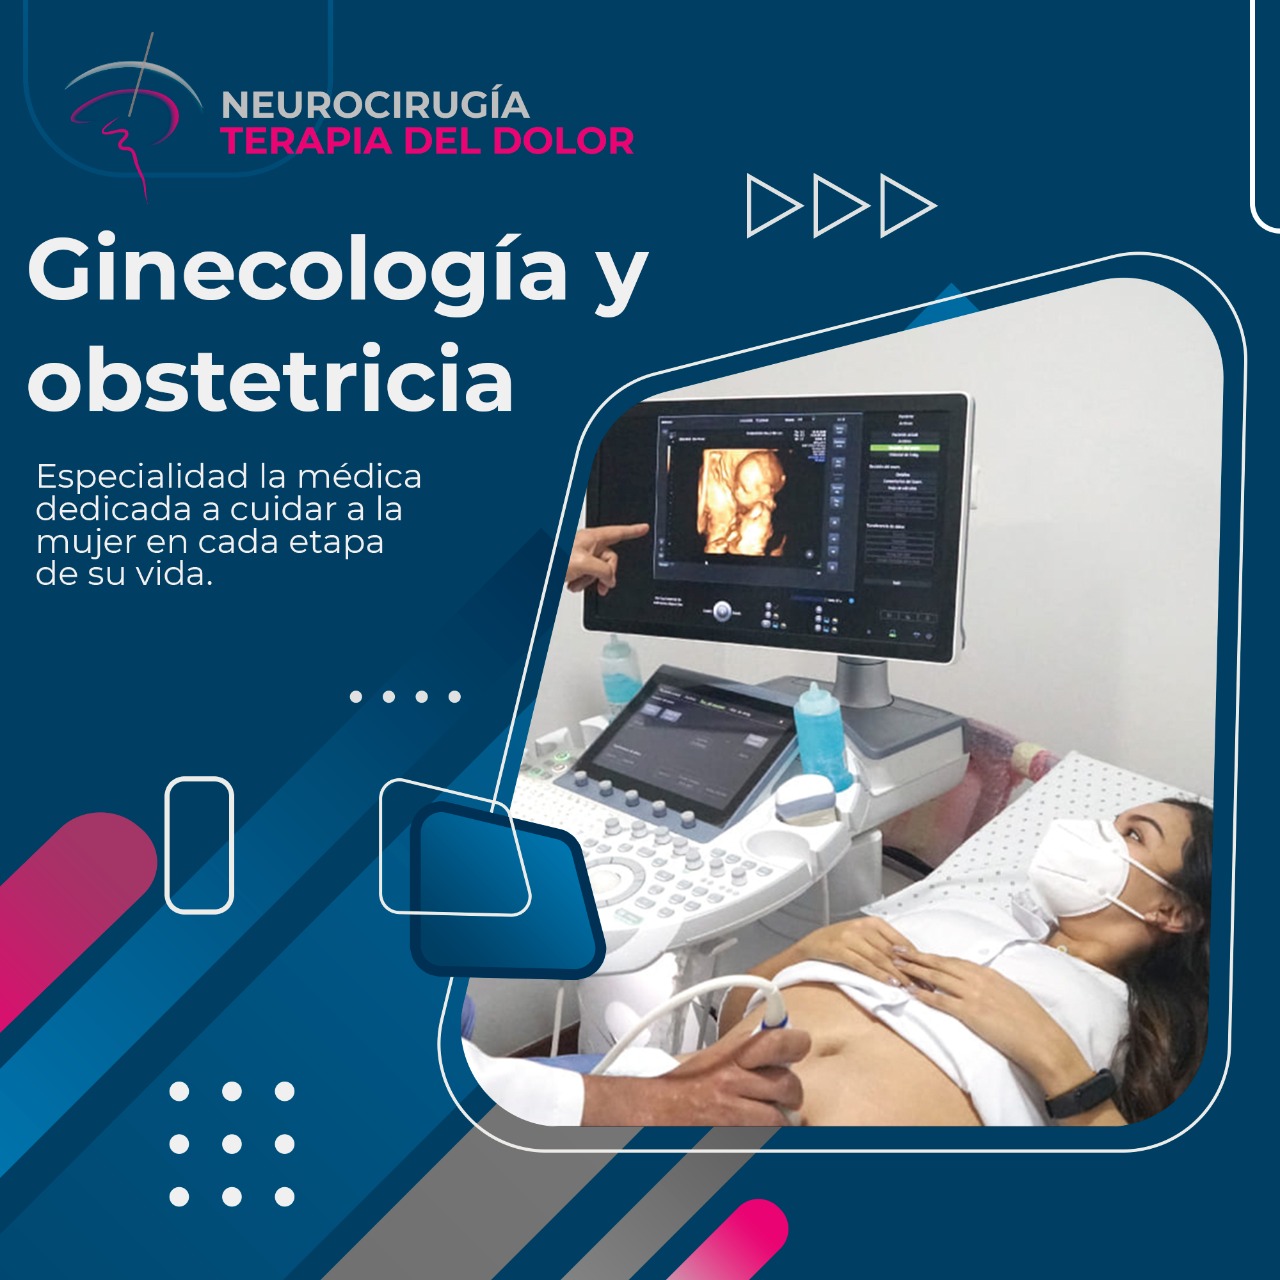 NEUROCIRUGÍA
TERAPIA DEL DOLOR
Ginecología y
obstetricia
Especialidad la médica
dedicada a cuidar a la
mujer en cada etapa
de su vida.